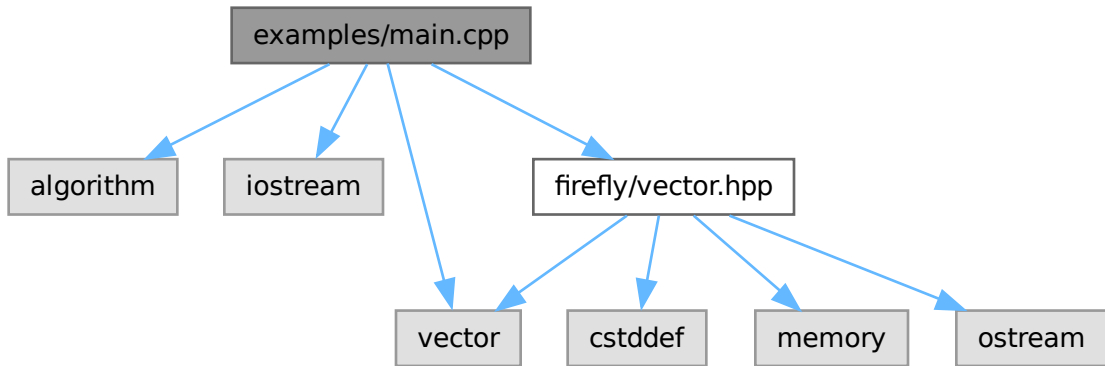 examples/main.cpp
algorithm
iostream
firefly/vector.hpp
vector
cstddef
memory
ostream